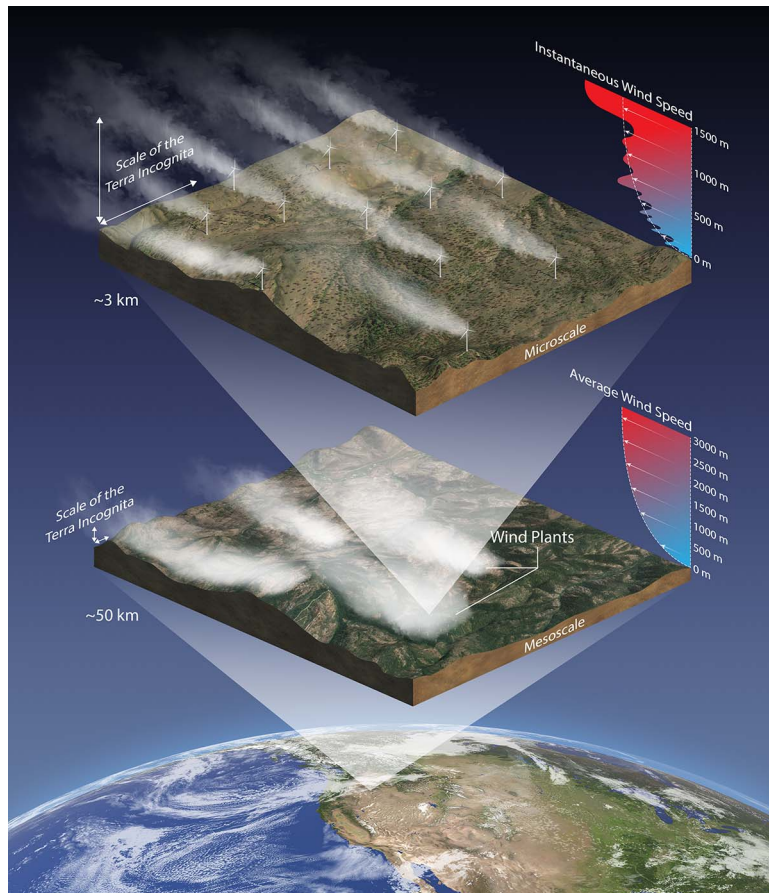 Instantaneous Wind Speed
1500 m
1000 m
500 m
0 m
Scale of the
Terra Incognita
~3 km
Microscale
Average Wind Speed
3000 m
2500 m
2000 m
1500 m
1000 m
500 m
0 m
Scale of the
Terra Incognita
Wind Plants
~50 km
Mesoscale